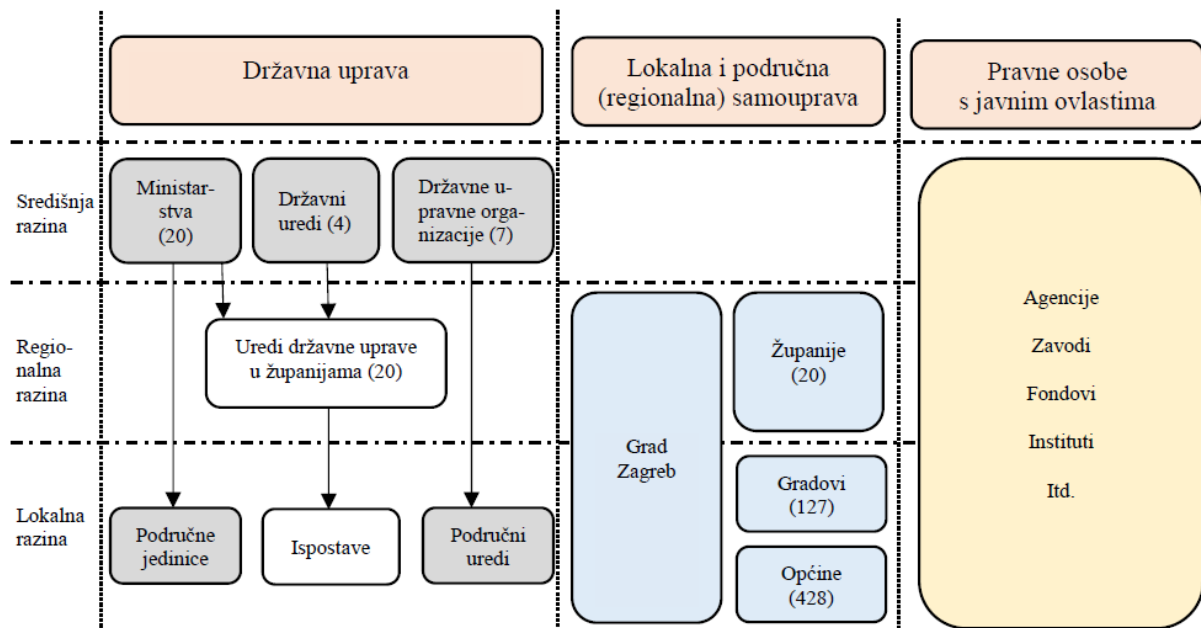 Državna uprava
Lokalna i područna
(regionalna) samouprava
Pravne osobe
s javnim ovlastima
Središnja
razina
Ministar-
stva
(20)
Državni
uredi (4)
Državne u-
pravne orga-
nizacije (7)
Regio-
nalna
razina
Uredi državne uprave
u županijama (20)
Županije
(20)
Lokalna
razina
Područne
jedinice
Ispostave
Područni
uredi
Grad
Zagreb
Gradovi
(127)
Općine
(428)
Agencije
Zavodi
Fondovi
Instituti
Itd.